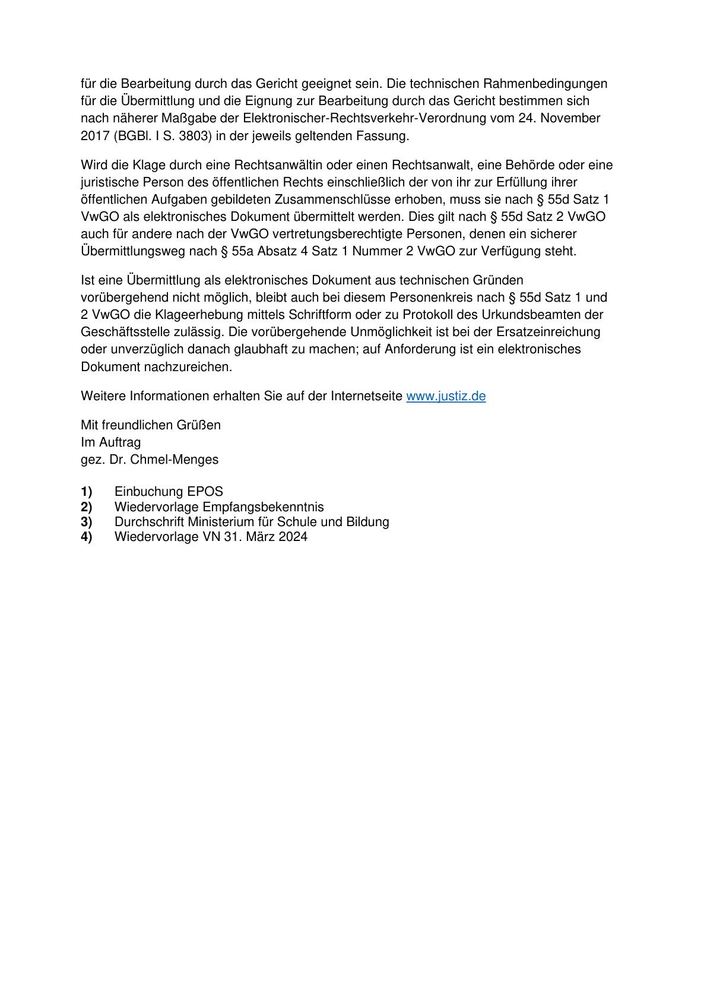 für die Bearbeitung durch das Gericht geeignet sein. Die technischen Rahmenbedingungen
für die Übermittlung und die Eignung zur Bearbeitung durch das Gericht bestimmen sich
nach näherer Maßgabe der Elektronischer-Rechtsverkehr-Verordnung vom 24. November
2017 (BGBl. I S. 3803) in der jeweils geltenden Fassung.
Wird die Klage durch eine Rechtsanwältin oder einen Rechtsanwalt, eine Behörde oder eine
juristische Person des öffentlichen Rechts einschließlich der von ihr zur Erfüllung ihrer
öffentlichen Aufgaben gebildeten Zusammenschlüsse erhoben, muss sie nach § 55d Satz 1
VwGO als elektronisches Dokument übermittelt werden. Dies gilt nach § 55d Satz 2 VwGO
auch für andere nach der VwGO vertretungsberechtigte Personen, denen ein sicherer
Übermittlungsweg nach § 55a Absatz 4 Satz 1 Nummer 2 VwGO zur Verfügung steht.
Ist eine Übermittlung als elektronisches Dokument aus technischen Gründen
vorübergehend nicht möglich, bleibt auch bei diesem Personenkreis nach § 55d Satz 1 und
2 VwGO die Klageerhebung mittels Schriftform oder zu Protokoll des Urkundsbeamten der
Geschäftsstelle zulässig. Die vorübergehende Unmöglichkeit ist bei der Ersatzeinreichung
oder unverzüglich danach glaubhaft zu machen; auf Anforderung ist ein elektronisches
Dokument nachzureichen.
Weitere Informationen erhalten Sie auf der Internetseite www.justiz.de
Mit freundlichen Grüßen
Im Auftrag
gez. Dr. Chmel-Menges
1) Einbuchung EPOS
2) Wiedervorlage Empfangsbekenntnis
3) Durchschrift Ministerium für Schule und Bildung
4) Wiedervorlage VN 31. März 2024